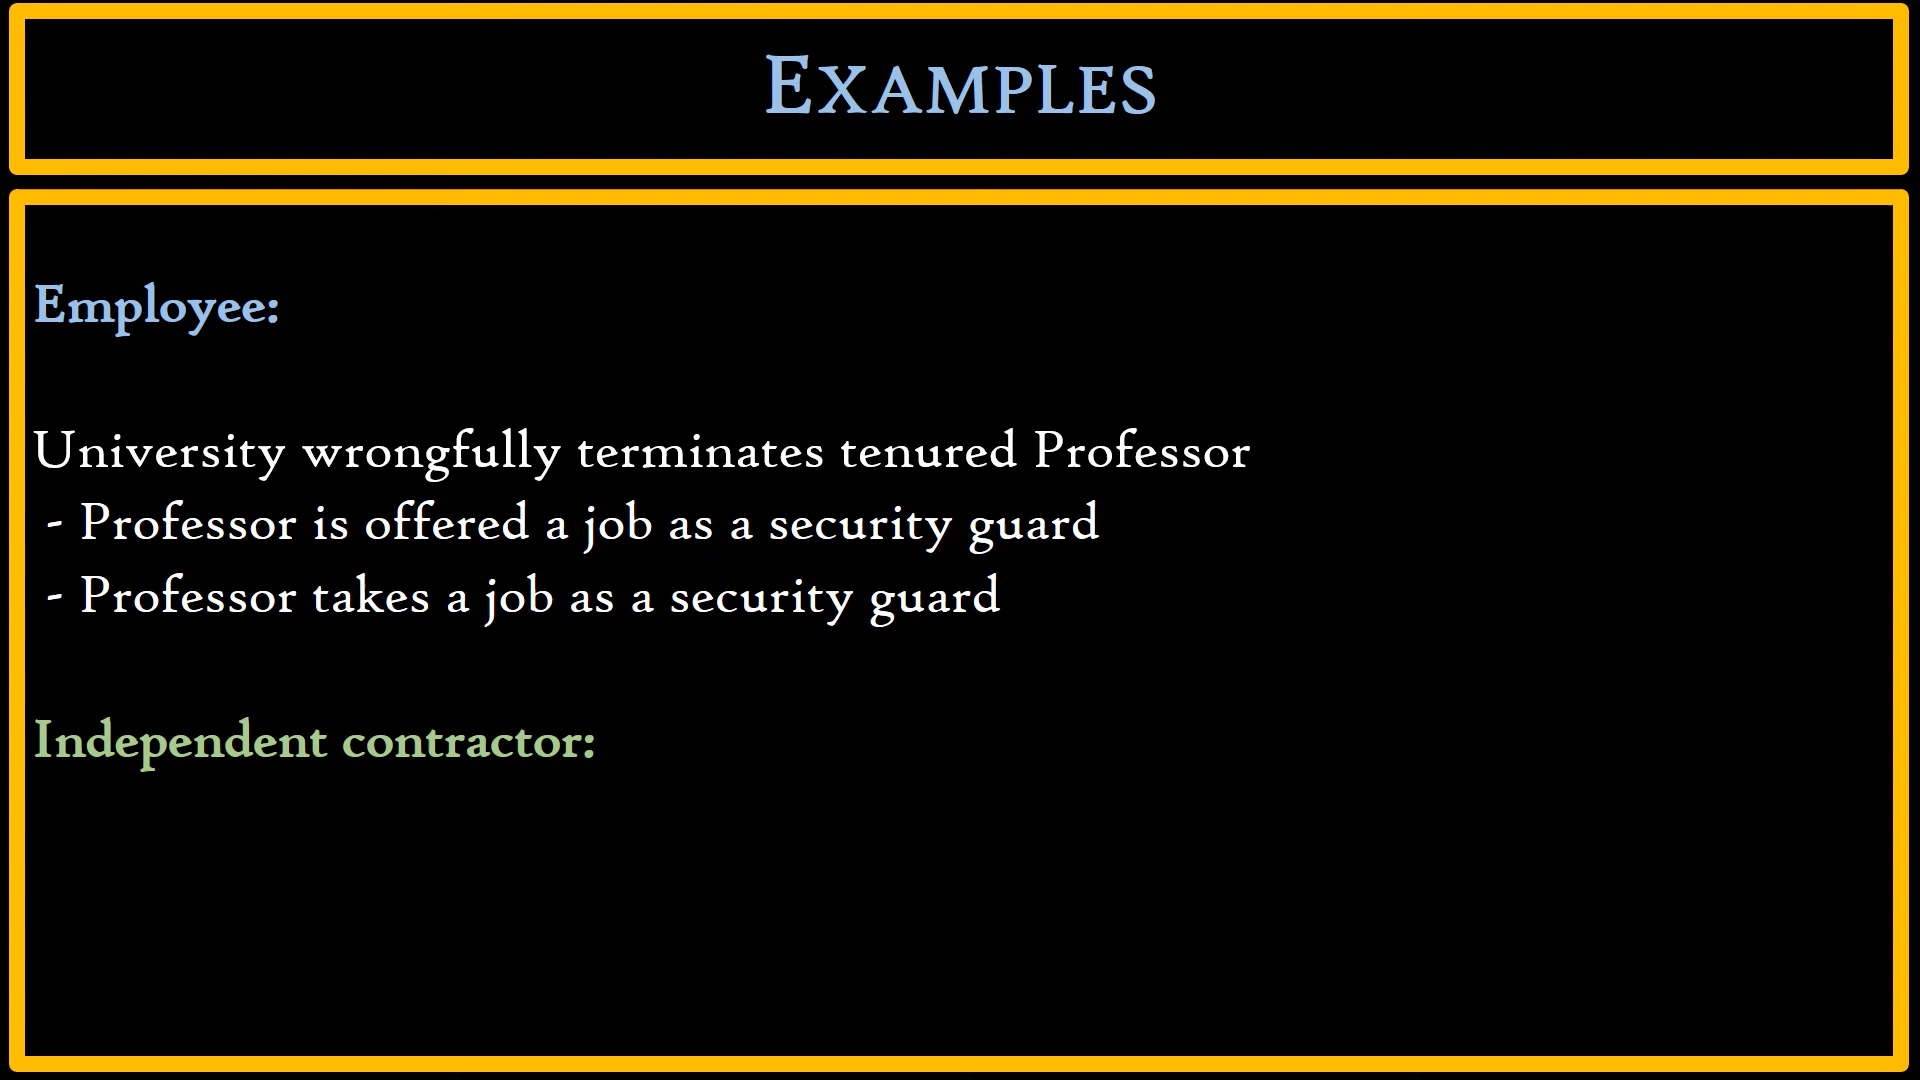 Examples
Employee:
University wrongfully terminates tenured Professor
- Professor is offered a job as a security guard
- Professor takes a job as a security guard
Independent contractor: